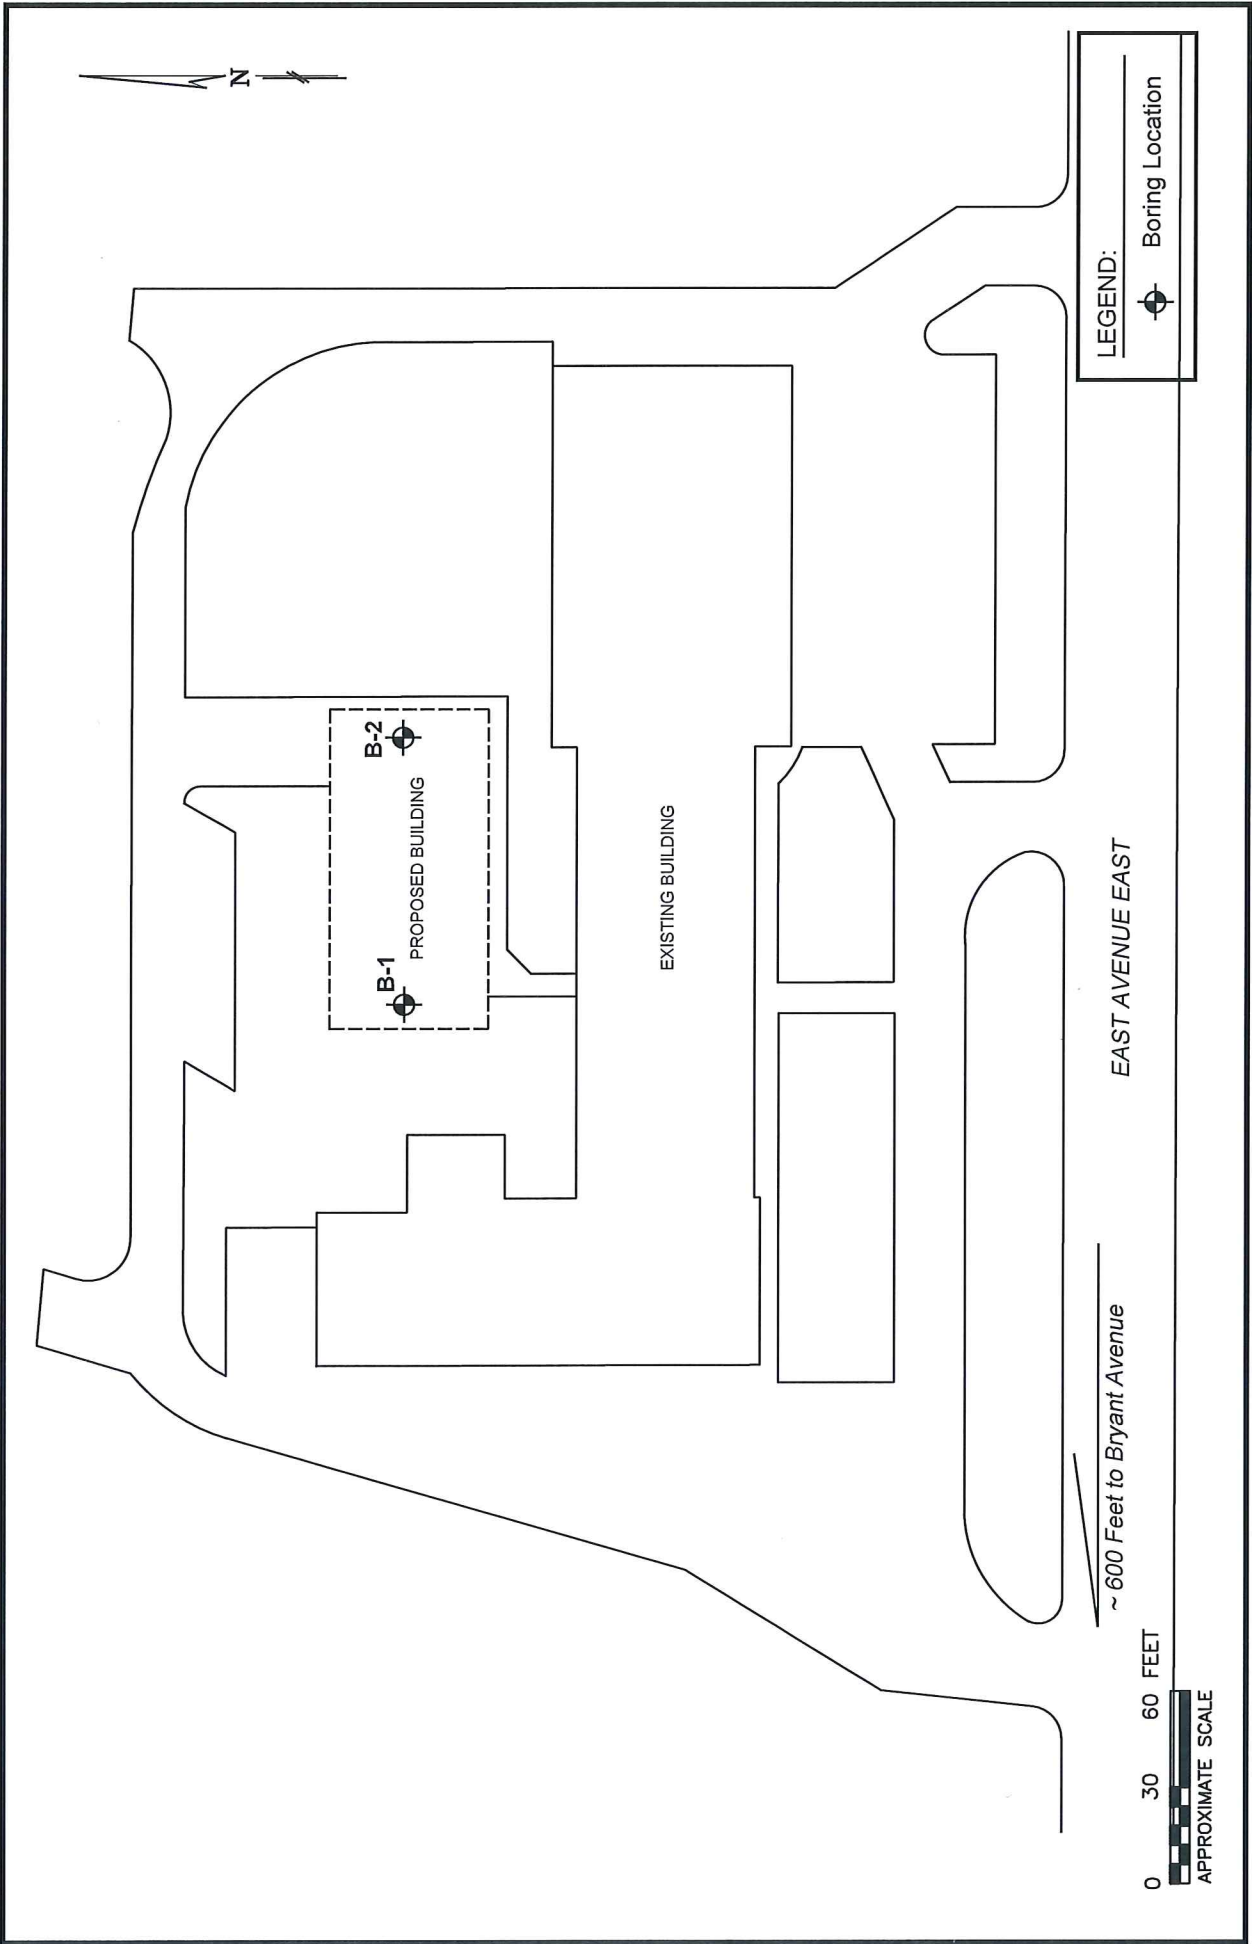 N
B-1
B-2
PROPOSED BUILDING
EXISTING BUILDING
EAST AVENUE EAST
~ 600 Feet to Bryant Avenue
0 30 60 FEET
APPROXIMATE SCALE
LEGEND:
Boring Location